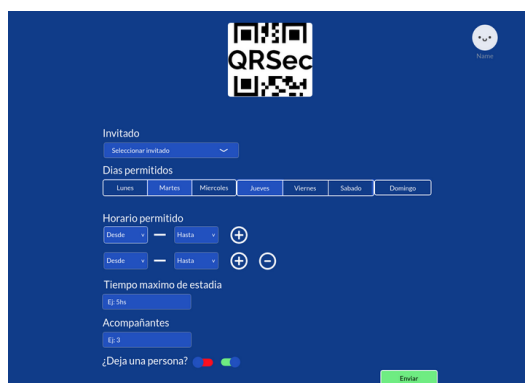 QRSec
Name
Invitado
Seleccionar invitado
Dias permitidos
Lunes Martes Miercoles Jueves Viernes Sabado Domingo
Horario permitido
Desde Hasta
Desde Hasta
Tiempo maximo de estadia
Ej: 5hs
Acompañantes
Ej: 3
¿Deja una persona?
Enviar